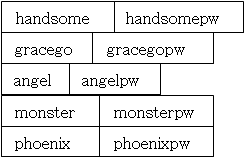 handsome handsomepw
gracego gracegopw
angel angelpw
monster monsterpw
phoenix phoenixpw